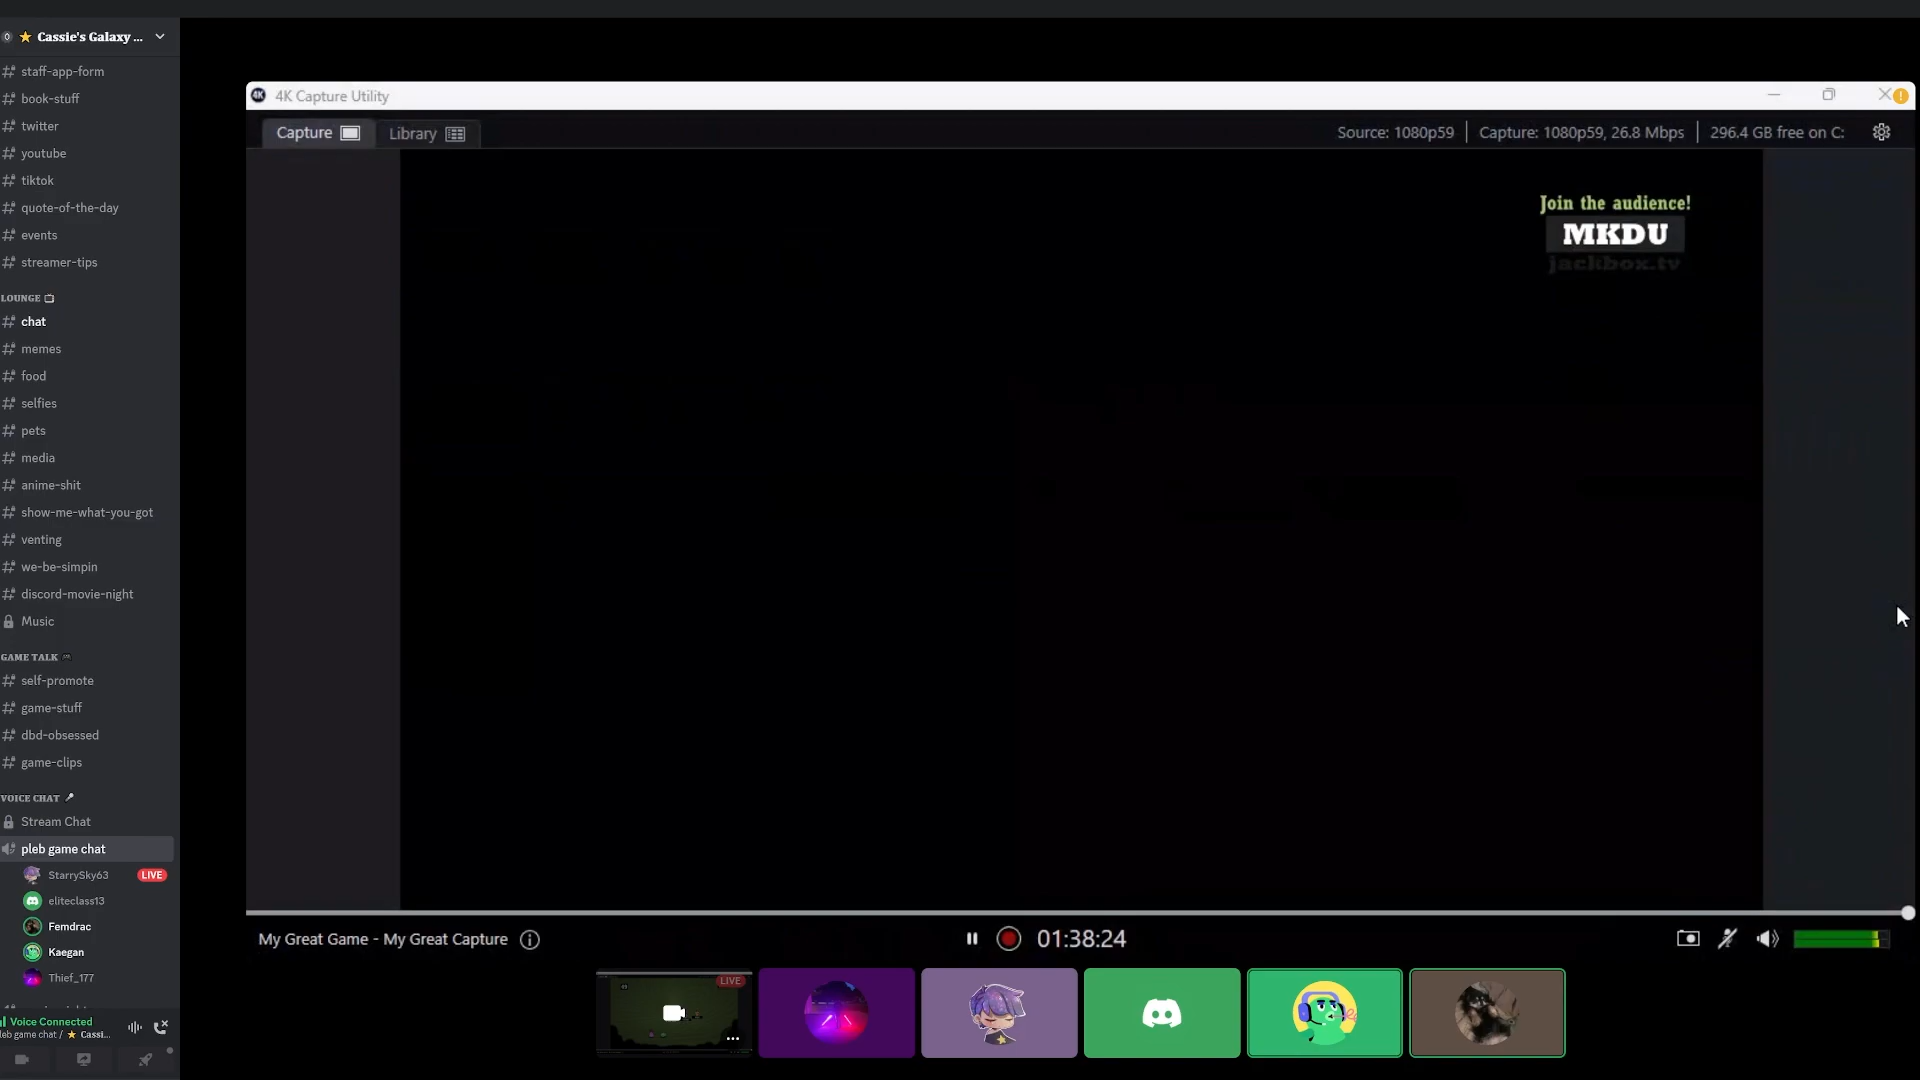 Cassie's Galaxy ...
staff-app-form
book-stuff
twitter
youtube
tiktok
quote-of-the-day
events
streamer-tips
LOUNGE
chat
memes
food
selfies
pets
media
anime-shit
show-me-what-you-got
venting
we-be-simpin
discord-movie-night
Music
GAME TALK
self-promote
game-stuff
dbd-obsessed
game-clips
VOICE CHAT
Stream Chat
pleb game chat
StarrySky63 LIVE
eliteclass13
Femdrac
Kaegan
Thief_177
Voice Connected
leb game chat / Cassi...
4K Capture Utility
Capture Library Source: 1080p59 Capture: 1080p59, 26.8 Mbps 296.4 GB free on C:
Join the audience!
MKDU
jackbox.tv
My Great Game - My Great Capture 01:38:24
LIVE